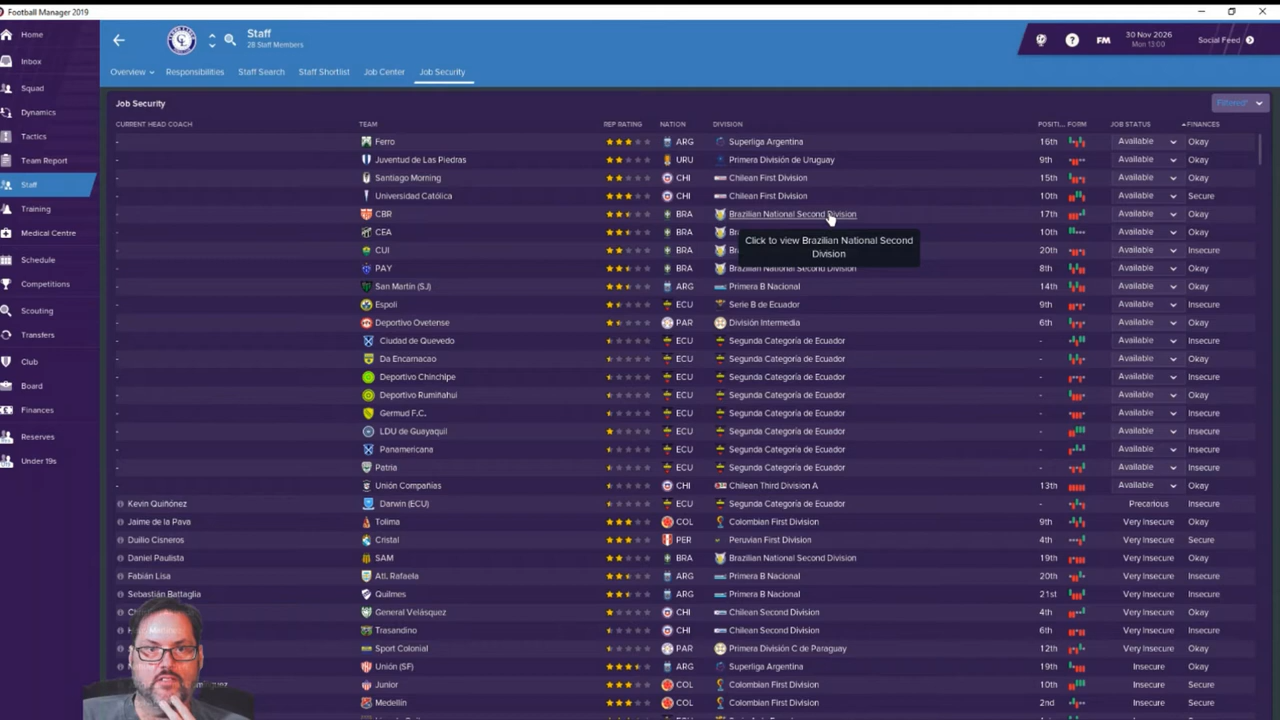 Football Manager 2019
Home
Inbox
Squad
Dynamics
Tactics
Team Report
Staff
Training
Medical Centre
Schedule
Competitions
Scouting
Transfers
Club
Board
Finances
Reserves
Under 19s
Staff
28 Staff Members
FM
30 Nov 2026
Mon 13:00
Social Feed
Overview
Responsibilities
Staff Search
Staff Shortlist
Job Center
Job Security
Job Security
Filtered
CURRENT HEAD COACH TEAM REP RATING NATION DIVISION POSITI... FORM JOB STATUS FINANCES
- Ferro ARG Superliga Argentina 16th Available Okay
- Juventud de Las Piedras URU Primera División de Uruguay 9th Available Okay
- Santiago Morning CHI Chilean First Division 15th Available Okay
- Universidad Católica CHI Chilean First Division 10th Available Secure
- CBR BRA Brazilian National Second Division 17th Available Okay
- CEA BRA Br 10th Available Okay
- CUI BRA Br 20th Available Insecure
- PAY BRA Brazilian National Second Division 8th Available Okay
Click to view Brazilian National Second
Division
- San Martín (SJ) ARG Primera B Nacional 14th Available Okay
- Espoli ECU Serie B de Ecuador 9th Available Insecure
- Deportivo Ovetense PAR División Intermedia 6th Available Okay
- Ciudad de Quevedo ECU Segunda Categoría de Ecuador - Available Insecure
- Da Encarnacao ECU Segunda Categoría de Ecuador - Available Okay
- Deportivo Chinchipe ECU Segunda Categoría de Ecuador - Available Insecure
- Deportivo Rumiñahui ECU Segunda Categoría de Ecuador - Available Okay
- Germud F.C. ECU Segunda Categoría de Ecuador - Available Insecure
- LDU de Guayaquil ECU Segunda Categoría de Ecuador - Available Insecure
- Panamericana ECU Segunda Categoría de Ecuador - Available Insecure
- Patria ECU Segunda Categoría de Ecuador - Available Insecure
- Unión Compañías CHI Chilean Third Division A 13th Available Okay
Kevin Quiñónez Darwin (ECU) ECU Segunda Categoría de Ecuador - Precarious Insecure
Jaime de la Pava Tolima COL Colombian First Division 9th Very Insecure Okay
Duilio Cisneros Cristal PER Peruvian First Division 4th Very Insecure Secure
Daniel Paulista SAM BRA Brazilian National Second Division 19th Very Insecure Okay
Fabián Lisa Atl. Rafaela ARG Primera B Nacional 20th Very Insecure Insecure
Sebastián Battaglia Quilmes ARG Primera B Nacional 21st Very Insecure Insecure
General Velásquez CHI Chilean Second Division 4th Very Insecure Okay
Trasandino CHI Chilean Second Division 6th Very Insecure Insecure
Sport Colonial PAR Primera División C de Paraguay 12th Very Insecure Okay
Unión (SF) ARG Superliga Argentina 19th Insecure Okay
Junior COL Colombian First Division 10th Insecure Secure
Medellín COL Colombian First Division 2nd Insecure Okay